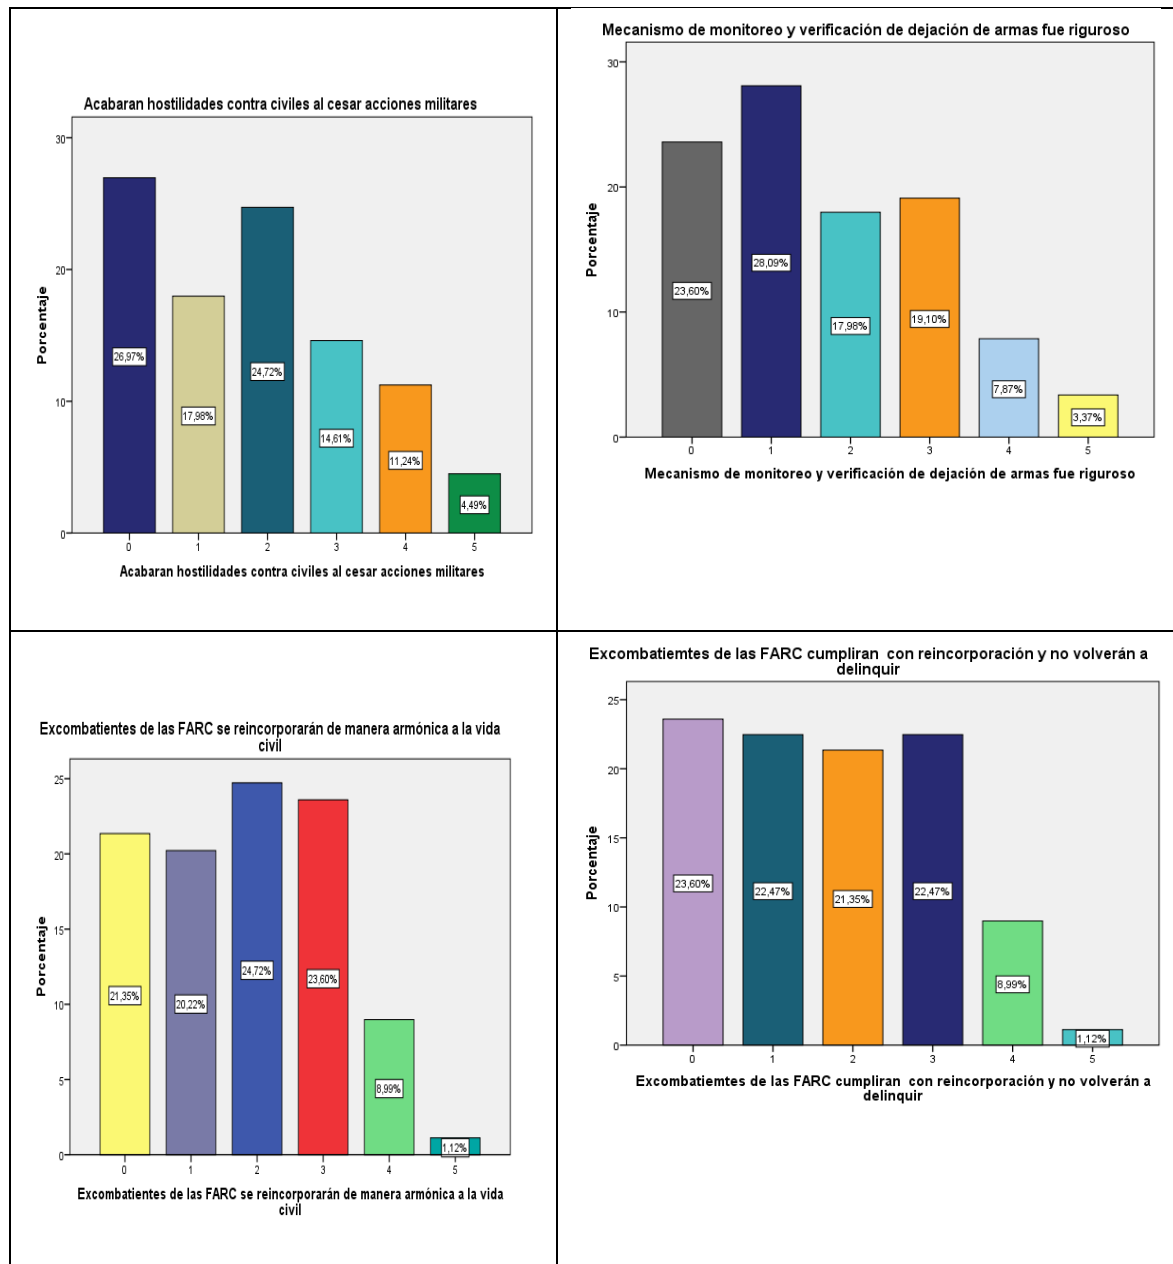 Acabaran hostilidades contra civiles al cesar acciones militares
Porcentaje
30
20
10
0
26,97%
17,98%
24,72%
14,61%
11,24%
4,49%
0 1 2 3 4 5
Acabaran hostilidades contra civiles al cesar acciones militares
Mecanismo de monitoreo y verificación de dejación de armas fue riguroso
Porcentaje
30
20
10
0
23,60%
28,09%
17,98%
19,10%
7,87%
3,37%
0 1 2 3 4 5
Mecanismo de monitoreo y verificación de dejación de armas fue riguroso
Excombatientes de las FARC se reincorporarán de manera armónica a la vida
civil
Porcentaje
25
20
15
10
5
0
21,35%
20,22%
24,72%
23,60%
8,99%
1,12%
0 1 2 3 4 5
Excombatientes de las FARC se reincorporarán de manera armónica a la vida
civil
Excombatiemtes de las FARC cumpliran con reincorporación y no volverán a
delinquir
Porcentaje
25
20
15
10
5
0
23,60%
22,47%
21,35%
22,47%
8,99%
1,12%
0 1 2 3 4 5
Excombatiemtes de las FARC cumpliran con reincorporación y no volverán a
delinquir